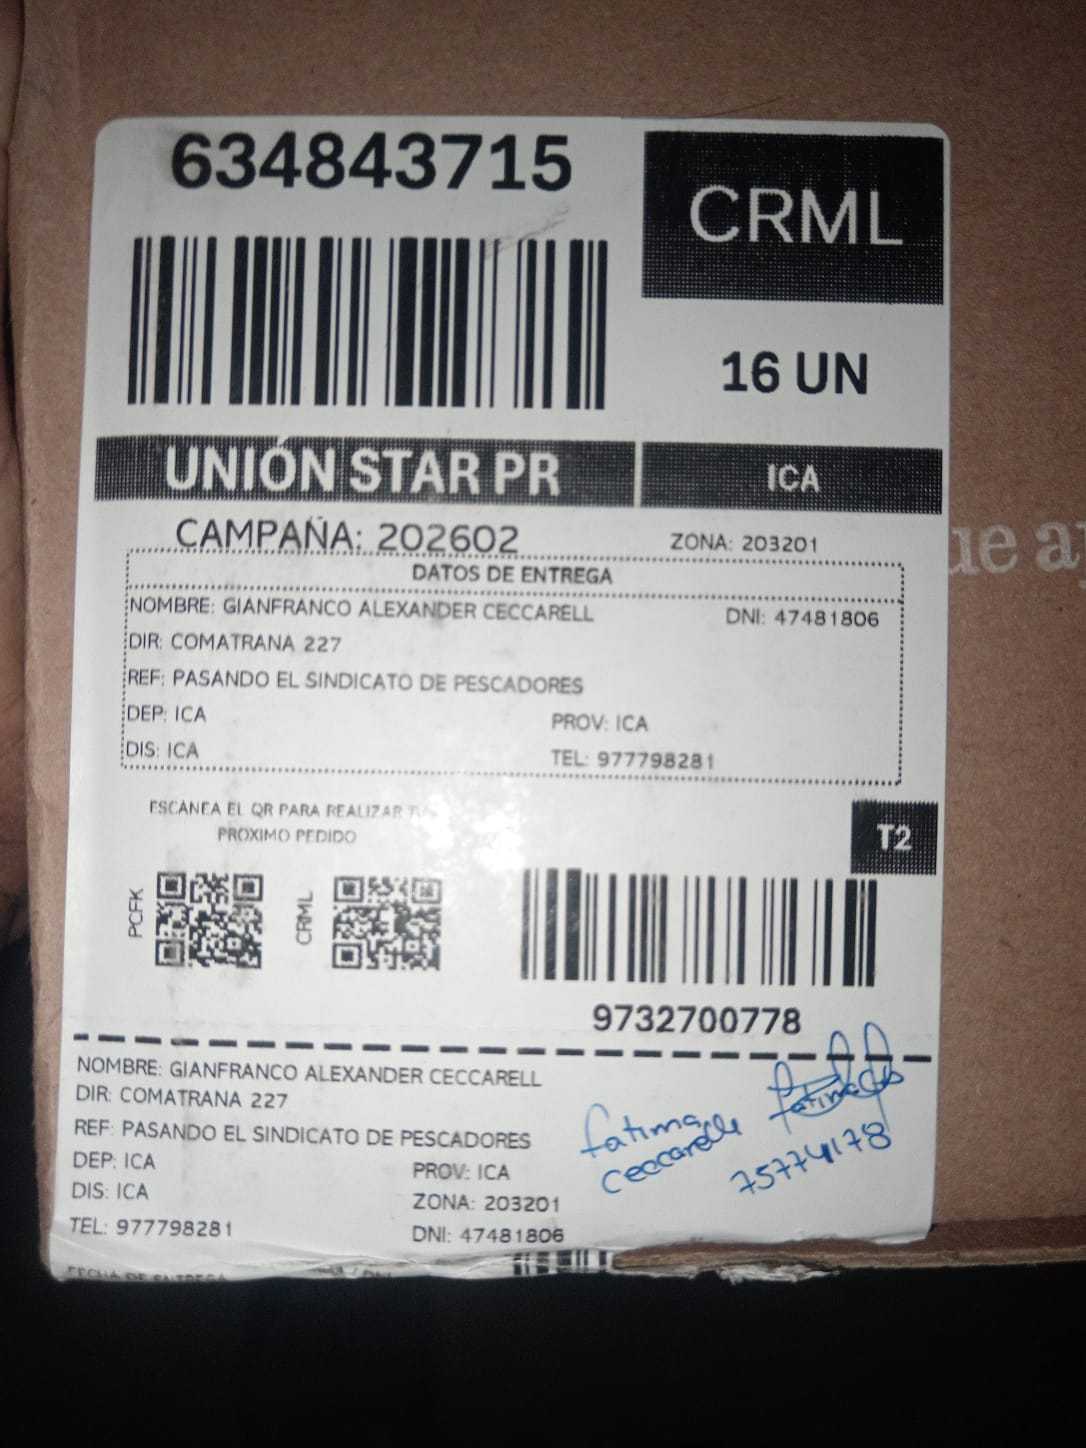 634843715
CRML
16 UN
UNIÓN STAR PR
ICA
CAMPAÑA: 202602
ZONA: 203201
DATOS DE ENTREGA
NOMBRE: GIANFRANCO ALEXANDER CECCARELL
DNI: 47481806
DIR: COMATRANA 227
REF: PASANDO EL SINDICATO DE PESCADORES
DEP: ICA
PROV: ICA
DIS: ICA
TEL: 977798281
ESCANEA EL QR PARA REALIZAR TU
PROXIMO PEDIDO
T2
PCFK
CRML
9732700778
NOMBRE: GIANFRANCO ALEXANDER CECCARELL
DIR: COMATRANA 227
REF: PASANDO EL SINDICATO DE PESCADORES
DEP: ICA
PROV: ICA
DIS: ICA
ZONA: 203201
TEL: 977798281
DNI: 47481806
fatima
Ceccarelli
75774178
FECHA DE ENTREGA